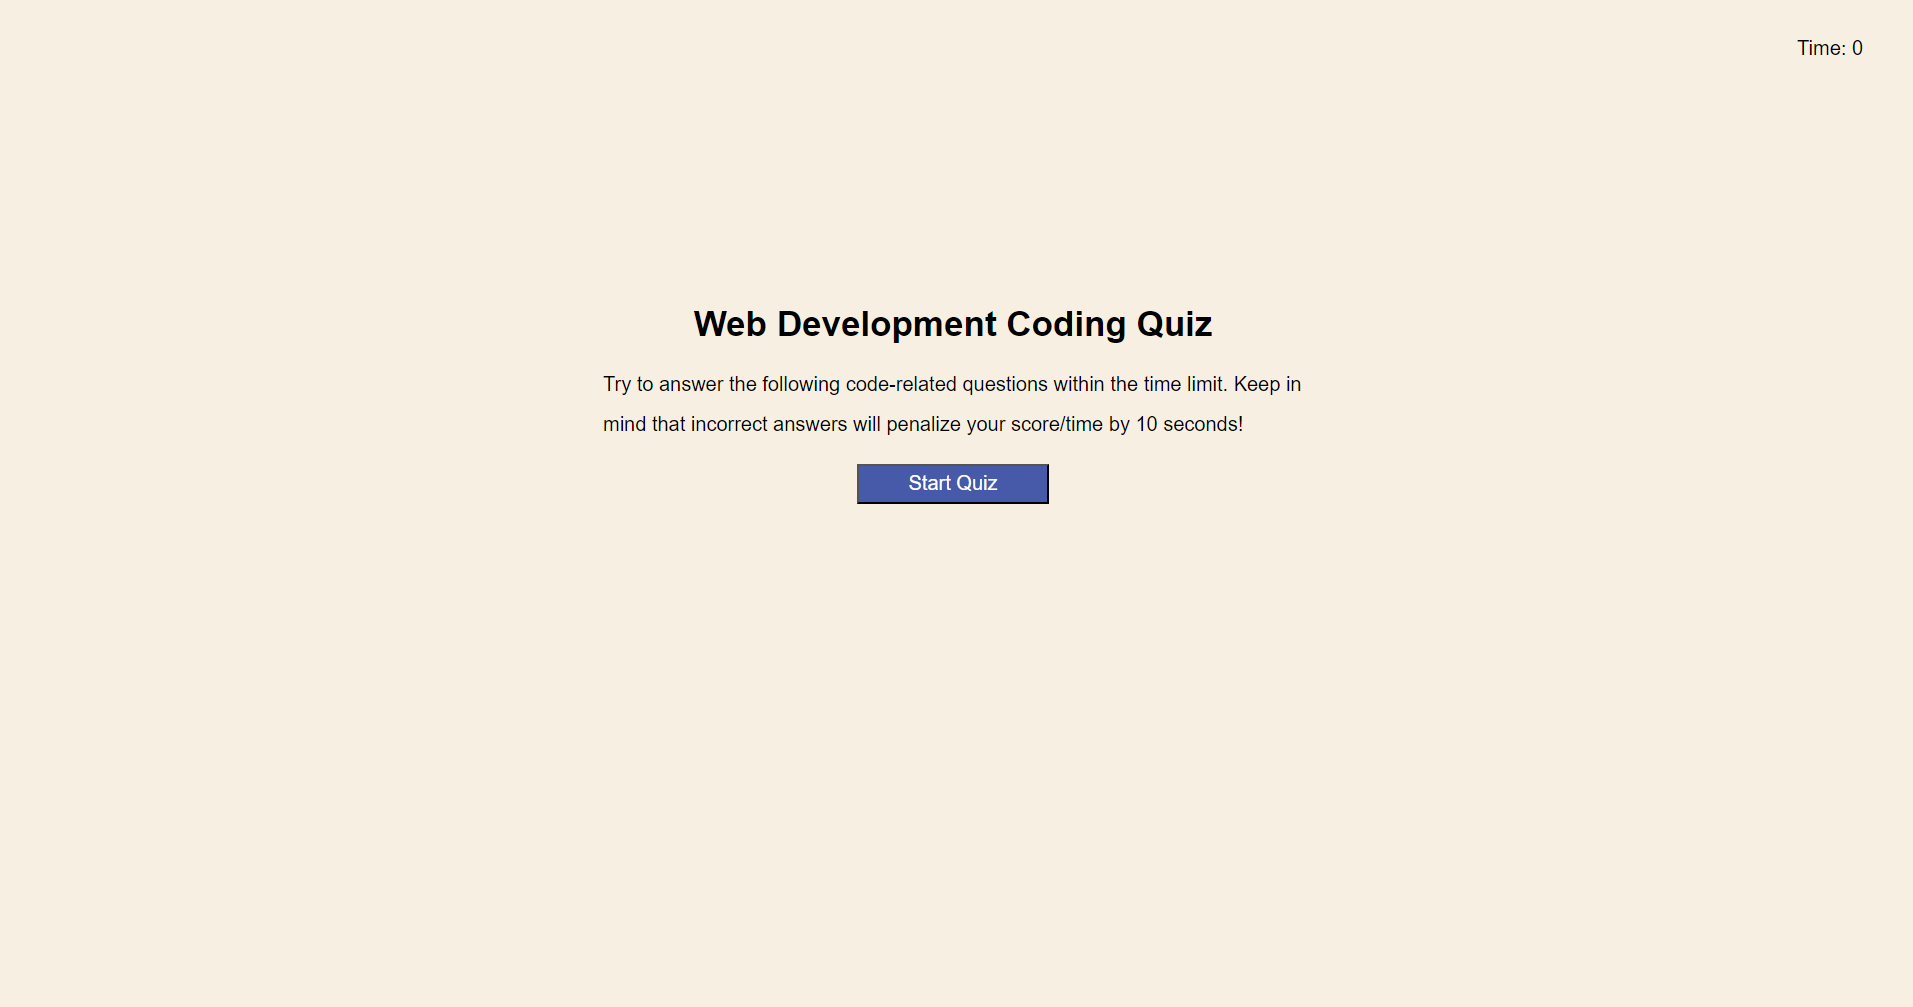 Time: 0
Web Development Coding Quiz
Try to answer the following code-related questions within the time limit. Keep in
mind that incorrect answers will penalize your score/time by 10 seconds!
Start Quiz